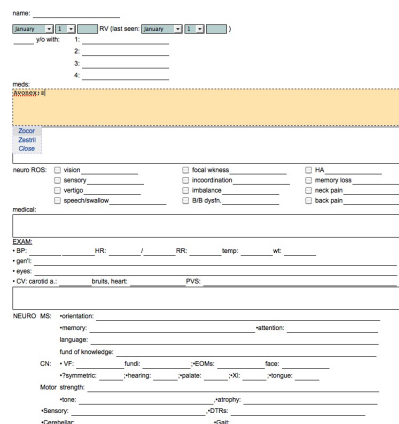 name:
January 1 RV (last seen: January 1 )
y/o with: 1:
2:
3:
4:
meds:
Avonex; z
Zocor
Zestril
Close
neuro ROS: vision focal wkness HA
sensory incoordination memory loss
vertigo imbalance neck pain
speech/swallow B/B dysfn. back pain
medical:
EXAM:
• BP: HR: / RR: temp: wt:
• gen'l:
• eyes:
• CV: carotid a.: bruits, heart: PVS:
NEURO MS: •orientation:
•memory: •attention:
language:
fund of knowledge:
CN: • VF: fundi: ;•EOMs: face:
•?symmetric: ;•hearing: ;•palate: ;•XI: ;•tongue:
Motor strength:
•tone: ,•atrophy:
•Sensory: ,•DTRs:
•Cerebellar: •Gait: